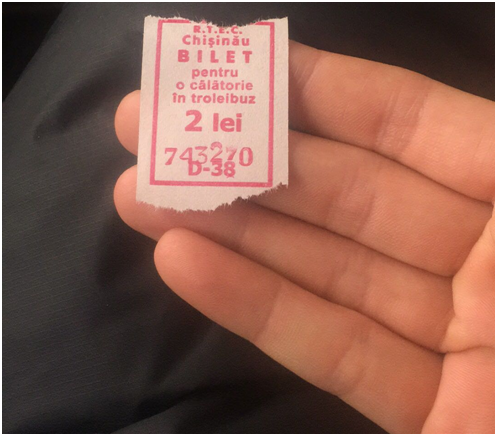 R.T.E.C.
Chișinău
BILET
pentru
o călătorie
în troleibuz
2 lei
743270
D-38